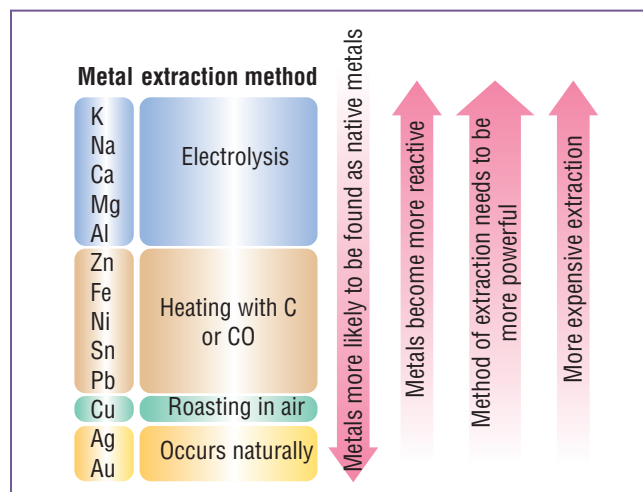 Metal extraction method
K
Na
Ca
Mg
Al
Electrolysis
Zn
Fe
Ni
Sn
Pb
Heating with C
or CO
Cu
Roasting in air
Ag
Au
Occurs naturally
Metals more likely to be found as native metals
Metals become more reactive
Method of extraction needs to be
more powerful
More expensive extraction